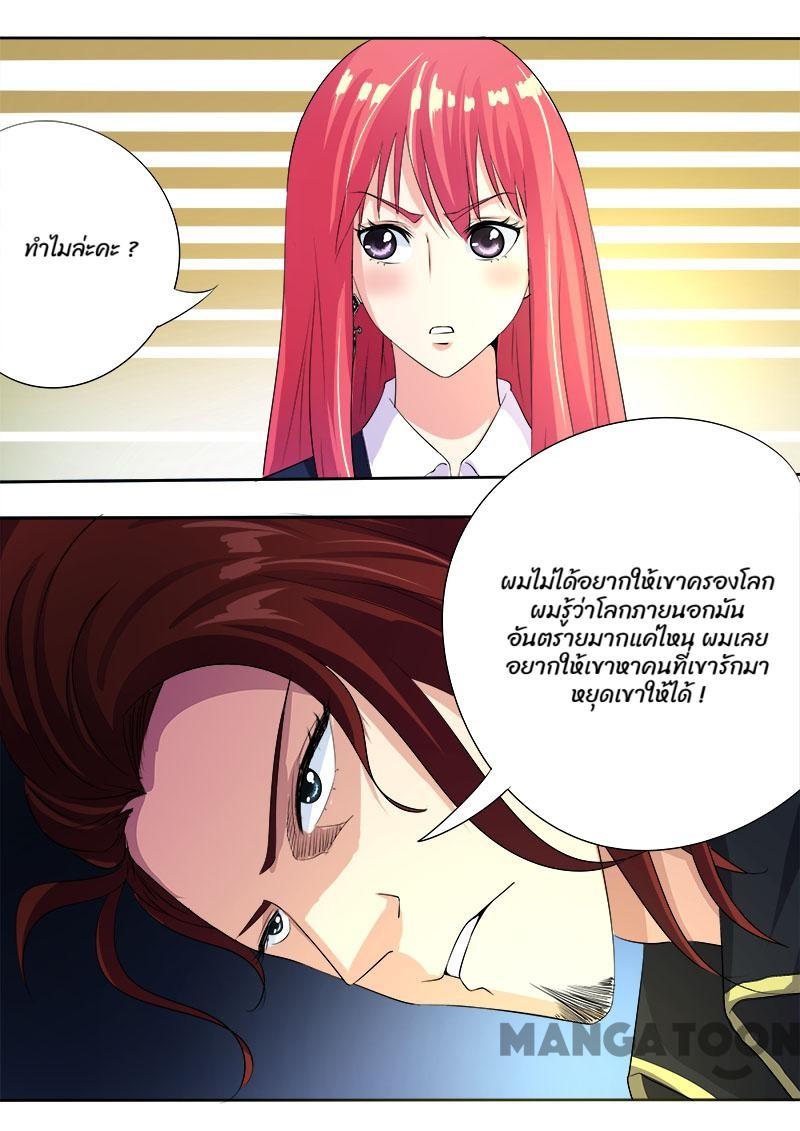 ทำไมล่ะคะ ?
ผมไม่ได้อยากให้เขาครองโลก
ผมรู้ว่าโลกภายนอกมัน
อันตรายมากแค่ไหน ผมเลย
อยากให้เขาหาคนที่เขารักมา
หยุดเขาให้ได้ !
MANGATOON